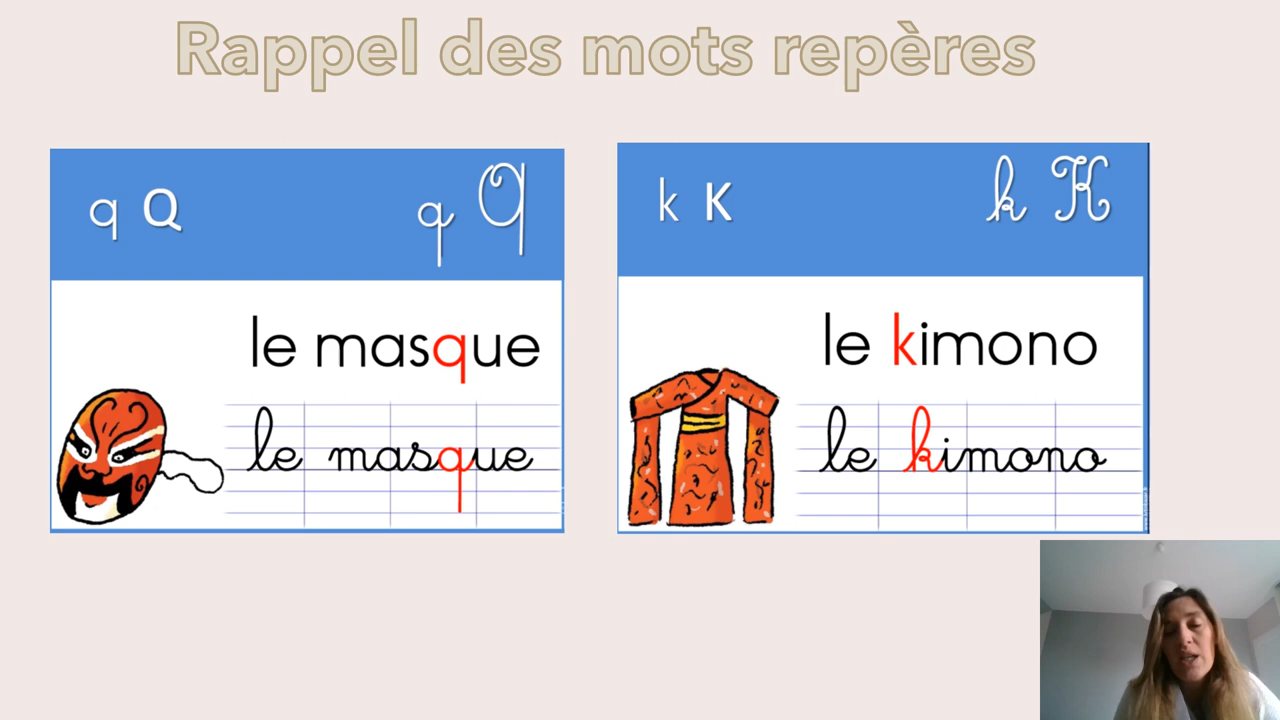 Rappel des mots repères
q Q q Q
le masque
le masque
k K k K
le kimono
le kimono